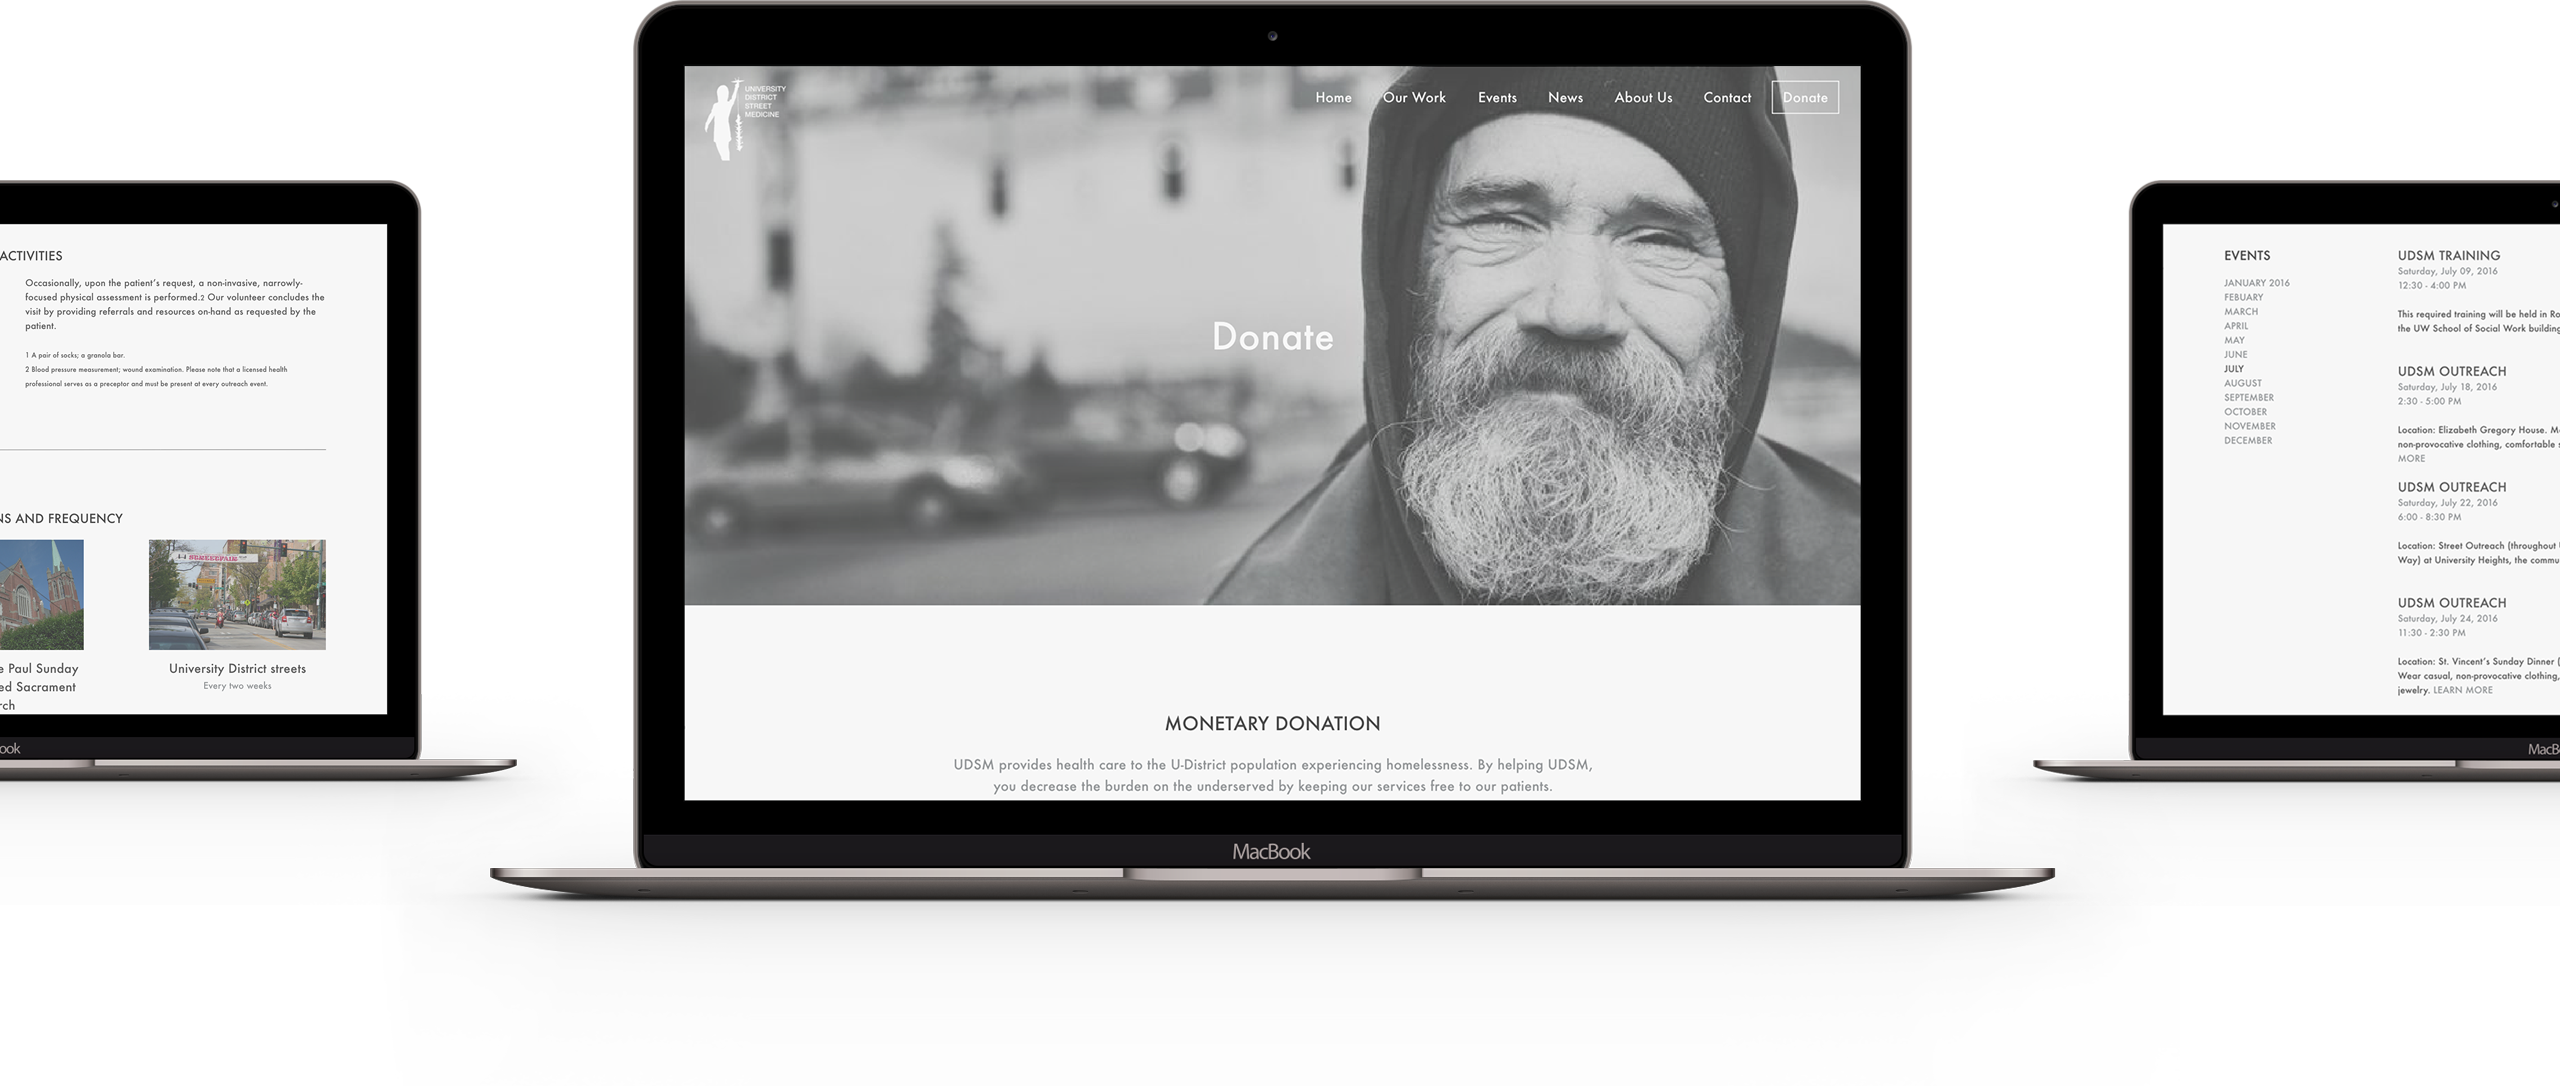 ACTIVITIES
Occasionally, upon the patient's request, a non-invasive, narrowly-
focused physical assessment is performed.2 Our volunteer concludes the
visit by providing referrals and resources on-hand as requested by the
patient.
1 A pair of socks; a granola bar.
2 Blood pressure measurement; wound examination. Please note that a licensed health
professional serves as a preceptor and must be present at every outreach event.
NS AND FREQUENCY
e Paul Sunday
ed Sacrament
rch
University District streets
Every two weeks
ook
UNIVERSITY
DISTRICT
STREET
MEDICINE
Home Our Work Events News About Us Contact Donate
Donate
MONETARY DONATION
UDSM provides health care to the U-District population experiencing homelessness. By helping UDSM,
you decrease the burden on the underserved by keeping our services free to our patients.
MacBook
EVENTS
JANUARY 2016
FEBUARY
MARCH
APRIL
MAY
JUNE
JULY
AUGUST
SEPTEMBER
OCTOBER
NOVEMBER
DECEMBER
UDSM TRAINING
Saturday, July 09, 2016
12:30 - 4:00 PM
This required training will be held in Ro
the UW School of Social Work building
UDSM OUTREACH
Saturday, July 18, 2016
2:30 - 5:00 PM
Location: Elizabeth Gregory House. M
non-provocative clothing, comfortable s
MORE
UDSM OUTREACH
Saturday, July 22, 2016
6:00 - 8:30 PM
Location: Street Outreach (throughout
Way) at University Heights, the commu
UDSM OUTREACH
Saturday, July 24, 2016
11:30 - 2:30 PM
Location: St. Vincent's Sunday Dinner (
Wear casual, non-provocative clothing,
jewelry. LEARN MORE
MacB